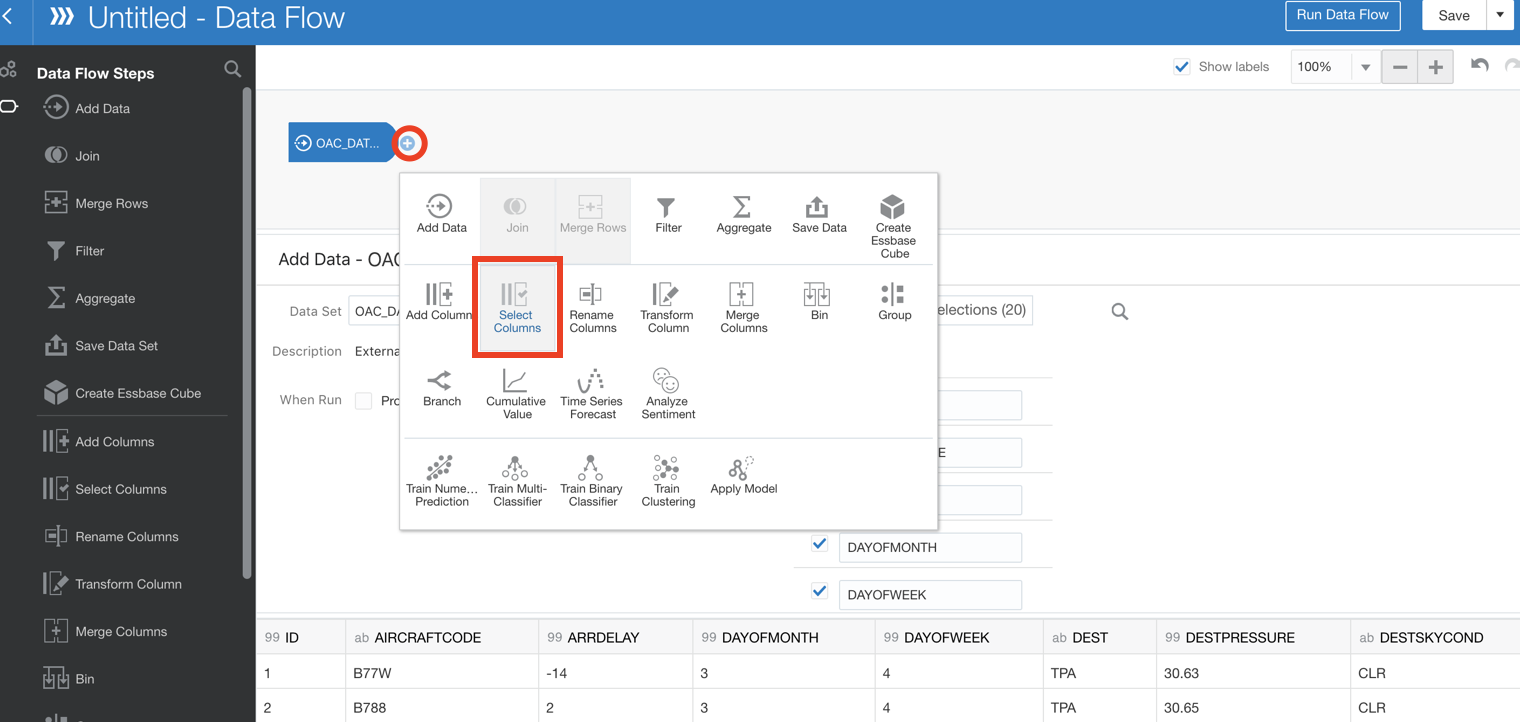 Untitled - Data Flow
Run Data Flow
Save
Data Flow Steps
Show labels
100%
Add Data
Join
Merge Rows
Filter
Aggregate
Save Data Set
Create Essbase Cube
Add Columns
Select Columns
Rename Columns
Transform Column
Merge Columns
Bin
OAC_DAT...
Add Data
Join
Merge Rows
Filter
Aggregate
Save Data
Create
Essbase
Cube
Add Column
Select
Columns
Rename
Columns
Transform
Column
Merge
Columns
Bin
Group
Branch
Cumulative
Value
Time Series
Forecast
Analyze
Sentiment
Train Nume...
Prediction
Train Multi-
Classifier
Train Binary
Classifier
Train
Clustering
Apply Model
Add Data - OAC
Data Set
OAC_DA
elections (20)
Description
Externa
When Run
Pro
E
DAYOFMONTH
DAYOFWEEK
99 ID
ab AIRCRAFTCODE
99 ARRDELAY
99 DAYOFMONTH
99 DAYOFWEEK
ab DEST
99 DESTPRESSURE
ab DESTSKYCOND
1 B77W -14 3 4 TPA 30.63 CLR
2 B788 2 3 4 TPA 30.65 CLR